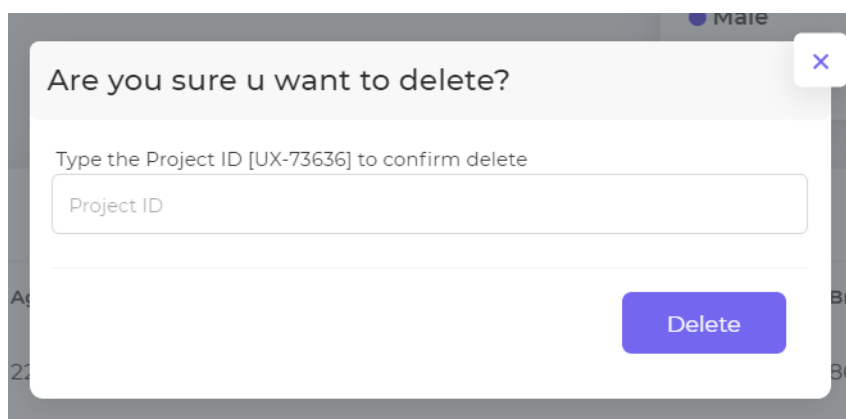 Male
Are you sure u want to delete?
Type the Project ID [UX-73636] to confirm delete
Project ID
Delete
22